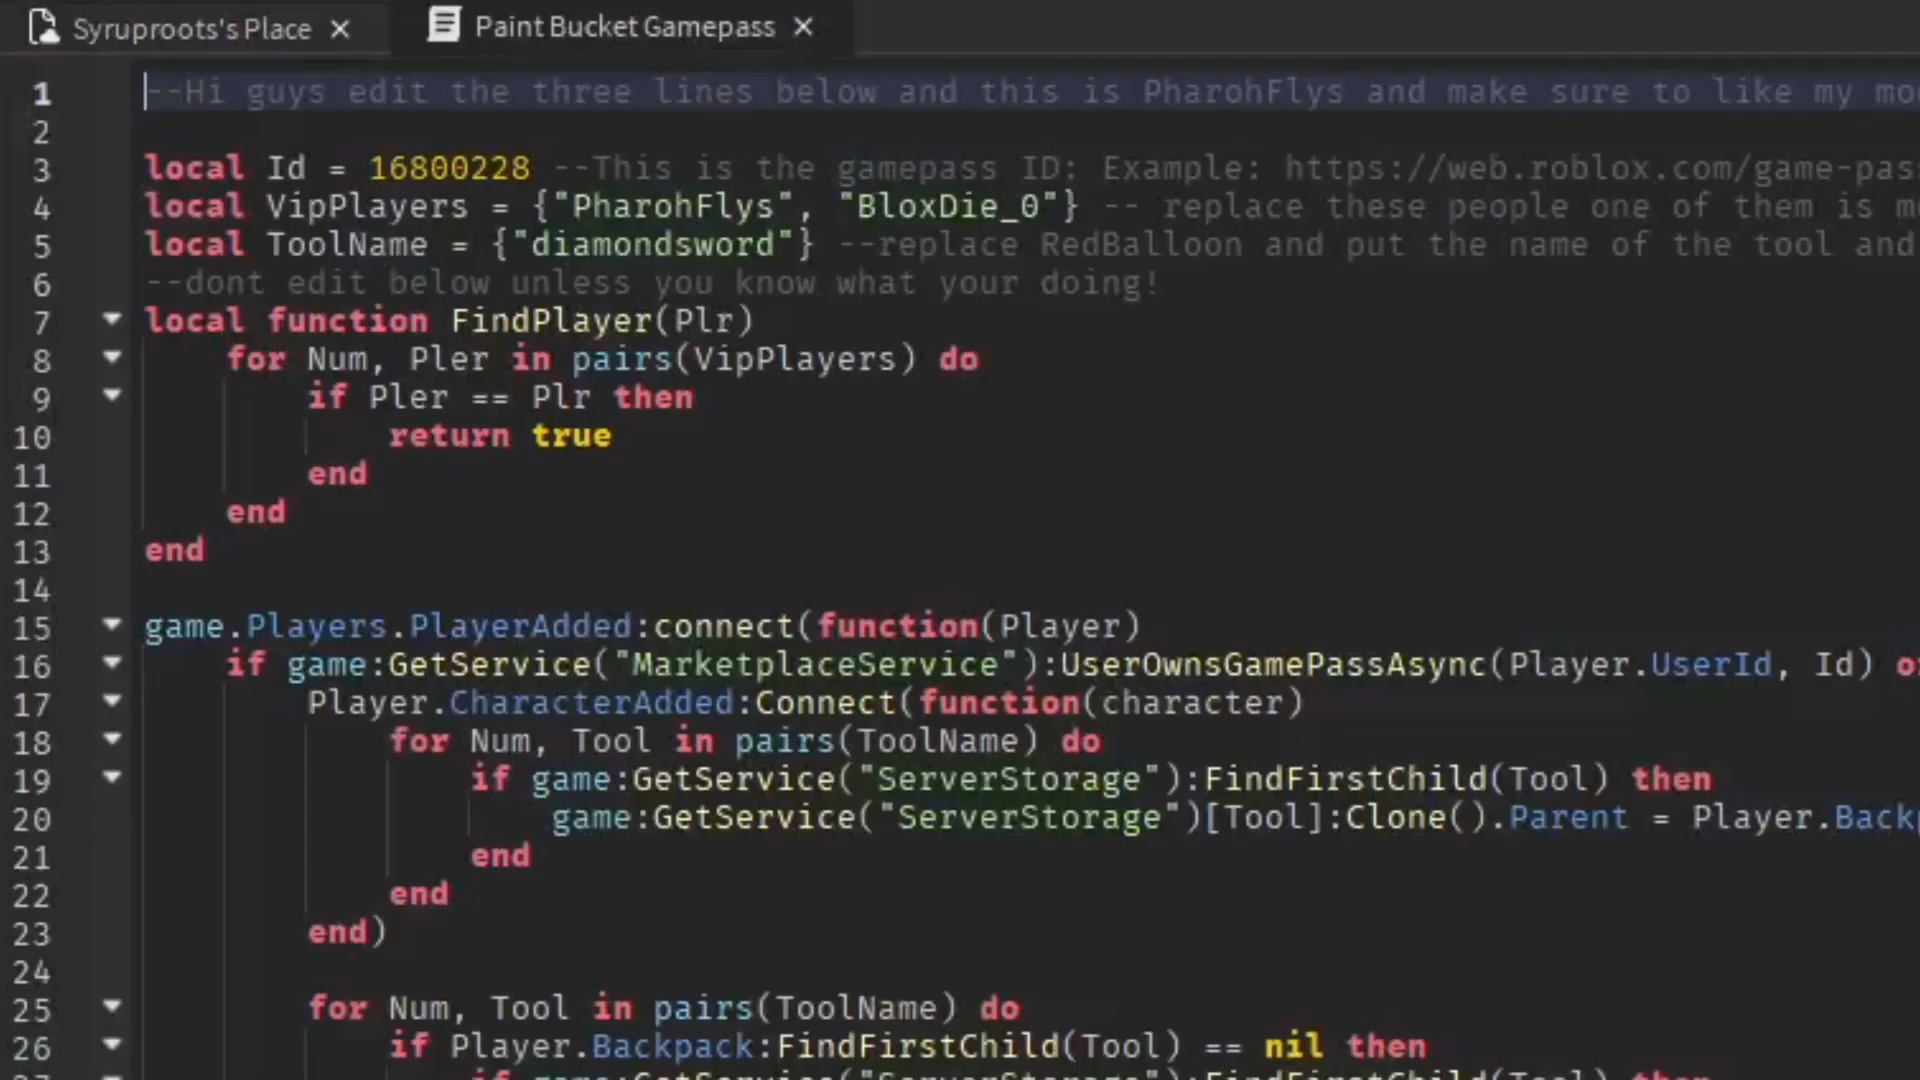 Syruproots's Place ×
Paint Bucket Gamepass ×
1 --Hi guys edit the three lines below and this is PharohFlys and make sure to like my
2
3 local Id = 16800228 --This is the gamepass ID: Example: https://web.roblox.com/game-pas
4 local VipPlayers = {"PharohFlys", "BloxDie_0"} -- replace these people one of them is
5 local ToolName = {"diamondsword"} --replace RedBalloon and put the name of the tool and
6 --dont edit below unless you know what your doing!
7 local function FindPlayer(Plr)
8 for Num, Pler in pairs(VipPlayers) do
9 if Pler == Plr then
10 return true
11 end
12 end
13 end
14
15 game.Players.PlayerAdded:connect(function(Player)
16 if game:GetService("MarketplaceService"):UserOwnsGamePassAsync(Player.UserId, Id)
17 Player.CharacterAdded:Connect(function(character)
18 for Num, Tool in pairs(ToolName) do
19 if game:GetService("ServerStorage"):FindFirstChild(Tool) then
20 game:GetService("ServerStorage")[Tool]:Clone().Parent = Player.Back
21 end
22 end
23 end)
24
25 for Num, Tool in pairs(ToolName) do
26 if Player.Backpack:FindFirstChild(Tool) == nil then